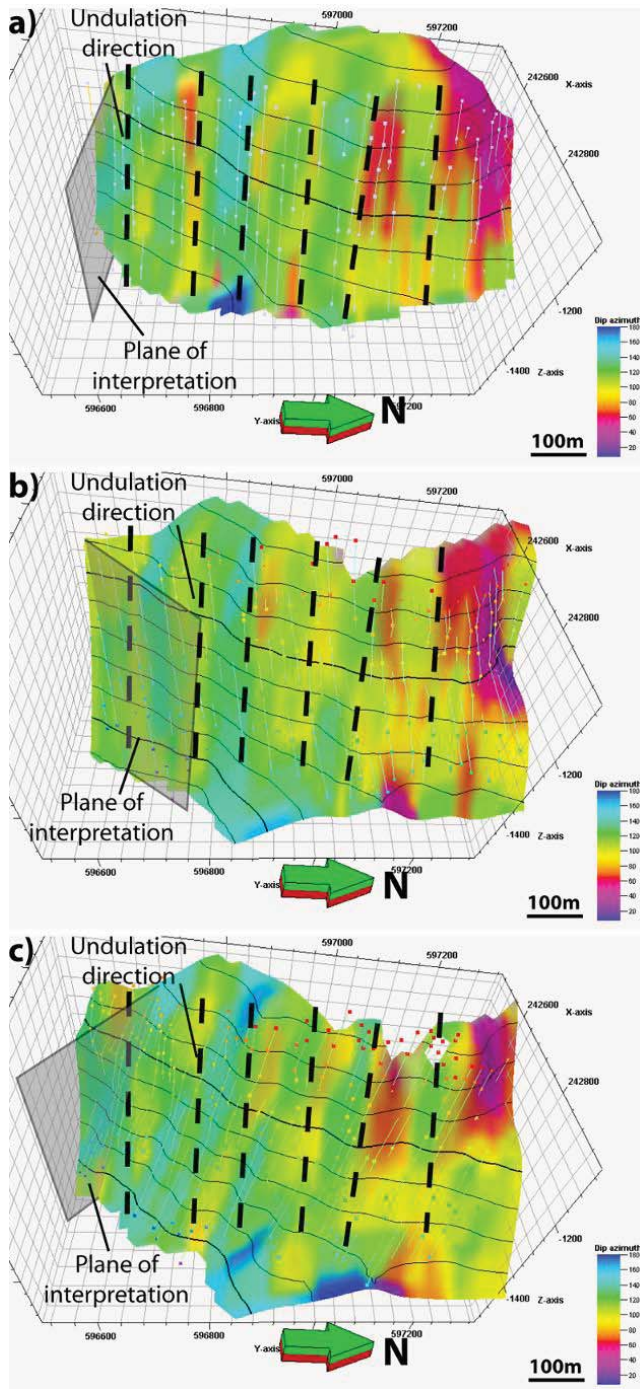 a)
Undulation
direction
597000
597200
242600
X-axis
242800
-1200
Z-axis
-1400
Plane of
interpretation
596600
596800
Y-axis
597200
N
100m
Dip azimuth
180
160
140
120
100
80
60
40
20
b)
Undulation
direction
597000
597200
242600
X-axis
242800
-1200
Z-axis
-1400
Plane of
interpretation
596600
596800
Y-axis
597200
N
100m
Dip azimuth
180
160
140
120
100
80
60
40
20
c)
Undulation
direction
597000
597200
242600
X-axis
242800
-1200
Z-axis
-1400
Plane of
interpretation
596600
596800
Y-axis
597200
N
100m
Dip azimuth
180
160
140
120
100
80
60
40
20